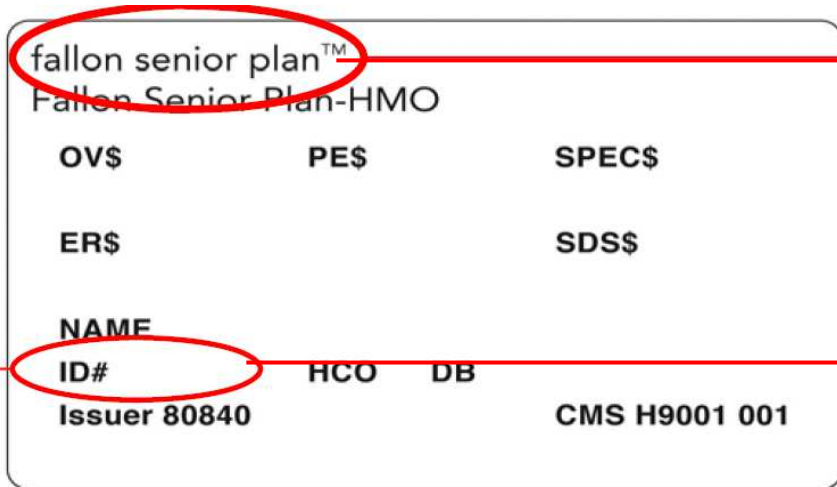 fallon senior plan™
Fallon Senior Plan-HMO
OV$ PE$ SPEC$
ER$ SDS$
NAME
ID# HCO DB
Issuer 80840 CMS H9001 001